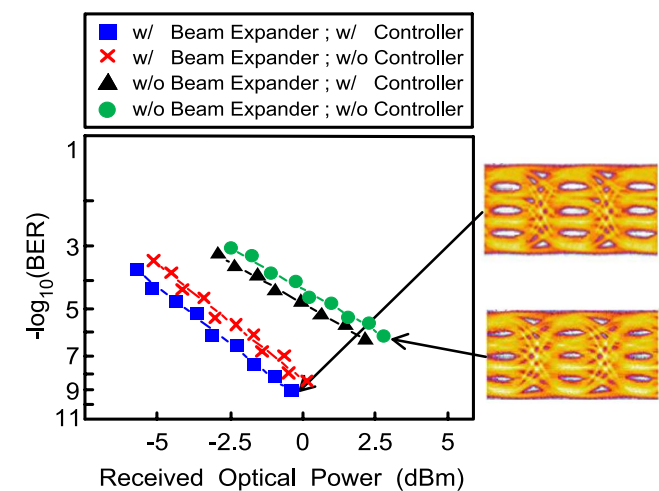 w/ Beam Expander ; w/ Controller
w/ Beam Expander ; w/o Controller
w/o Beam Expander ; w/ Controller
w/o Beam Expander ; w/o Controller
1
3
5
7
9
11
-log10(BER)
-5 -2.5 0 2.5 5
Received Optical Power (dBm)